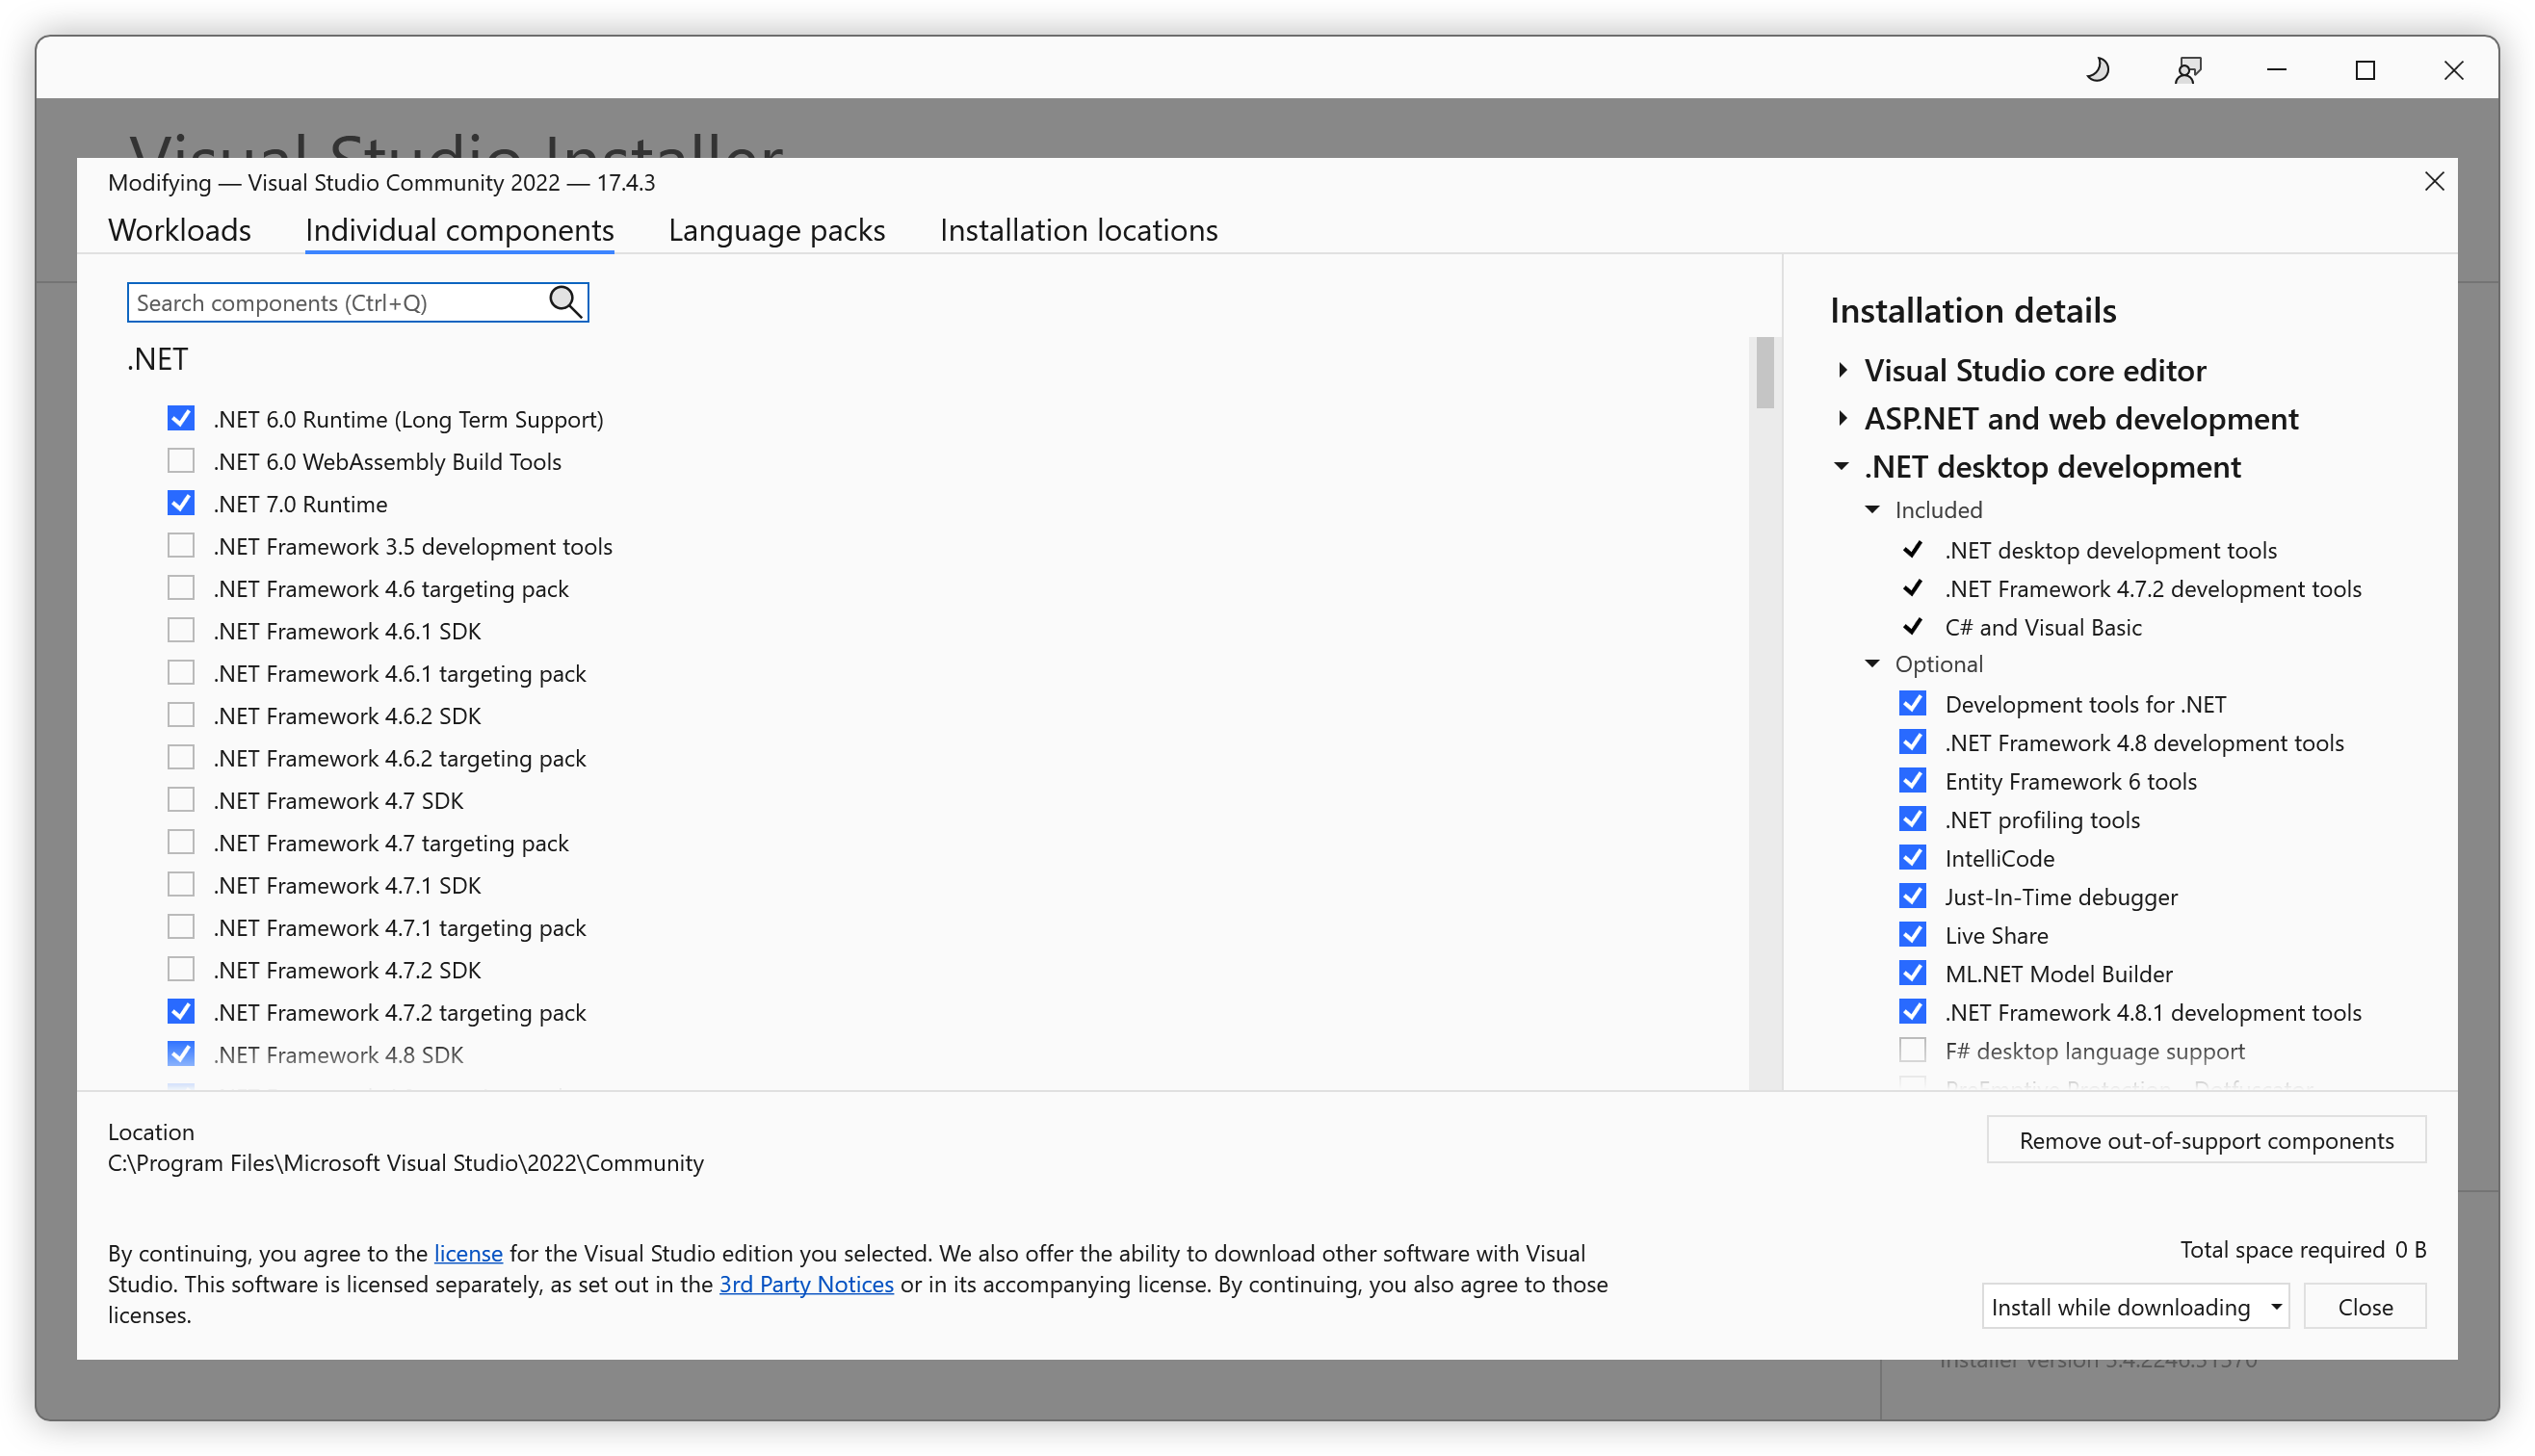 Visual Studio Installer
Modifying — Visual Studio Community 2022 — 17.4.3
Workloads
Individual components
Language packs
Installation locations
Search components (Ctrl+Q)
.NET
.NET 6.0 Runtime (Long Term Support)
.NET 6.0 WebAssembly Build Tools
.NET 7.0 Runtime
.NET Framework 3.5 development tools
.NET Framework 4.6 targeting pack
.NET Framework 4.6.1 SDK
.NET Framework 4.6.1 targeting pack
.NET Framework 4.6.2 SDK
.NET Framework 4.6.2 targeting pack
.NET Framework 4.7 SDK
.NET Framework 4.7 targeting pack
.NET Framework 4.7.1 SDK
.NET Framework 4.7.1 targeting pack
.NET Framework 4.7.2 SDK
.NET Framework 4.7.2 targeting pack
.NET Framework 4.8 SDK
Installation details
Visual Studio core editor
ASP.NET and web development
.NET desktop development
Included
.NET desktop development tools
.NET Framework 4.7.2 development tools
C# and Visual Basic
Optional
Development tools for .NET
.NET Framework 4.8 development tools
Entity Framework 6 tools
.NET profiling tools
IntelliCode
Just-In-Time debugger
Live Share
ML.NET Model Builder
.NET Framework 4.8.1 development tools
F# desktop language support
PreEmptive Protection - Dotfuscator
Location
C:\Program Files\Microsoft Visual Studio\2022\Community
Remove out-of-support components
By continuing, you agree to the license for the Visual Studio edition you selected. We also offer the ability to download other software with Visual
Studio. This software is licensed separately, as set out in the 3rd Party Notices or in its accompanying license. By continuing, you also agree to those
licenses.
Total space required 0 B
Install while downloading
Close
Installer version 3.4.2246.31370